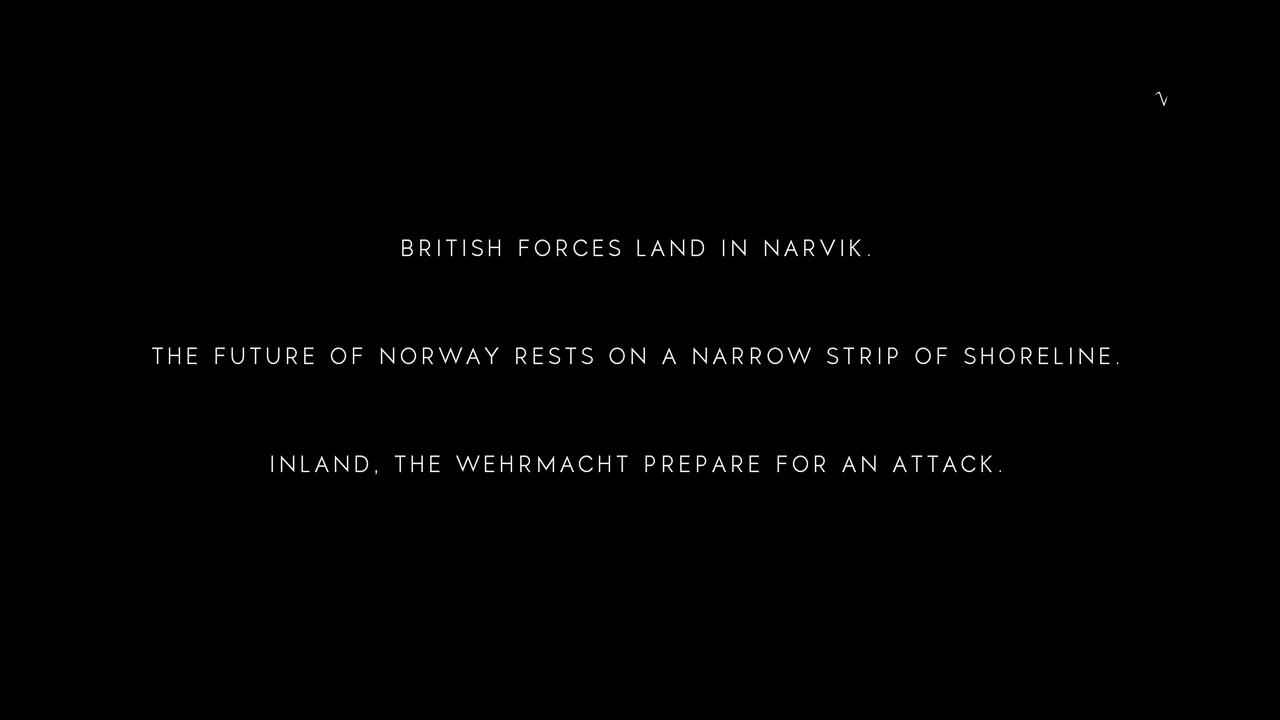 BRITISH FORCES LAND IN NARVIK.
THE FUTURE OF NORWAY RESTS ON A NARROW STRIP OF SHORELINE.
INLAND, THE WEHRMACHT PREPARE FOR AN ATTACK.